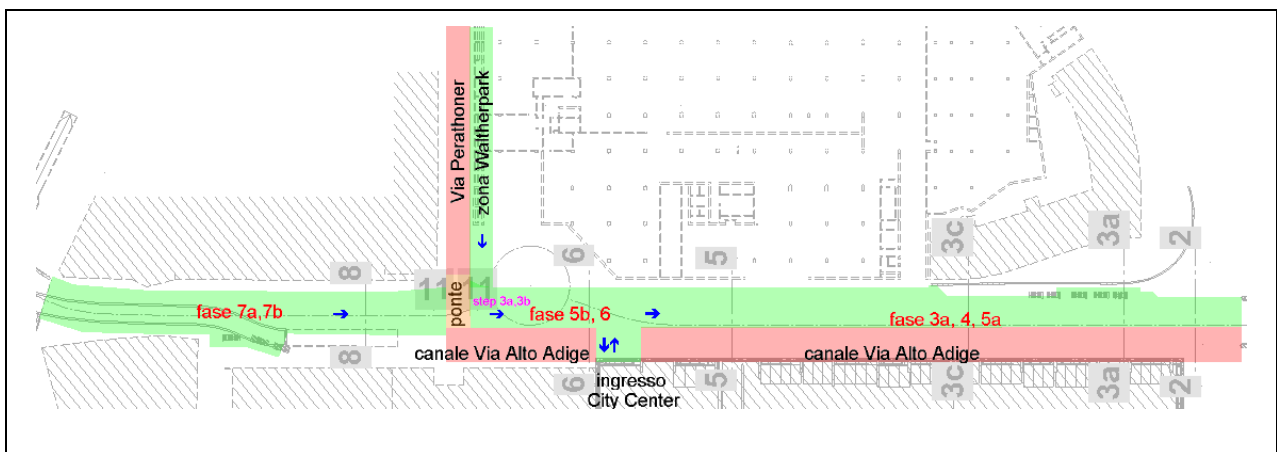 Via Perathoner
zona Waltherpark
8
11
11
6
5
3c
3a
2
ponte
step 3a,3b
fase 7a,7b
fase 5b, 6
fase 3a, 4, 5a
canale Via Alto Adige
canale Via Alto Adige
8
6
5
3c
3a
2
ingresso
City Center